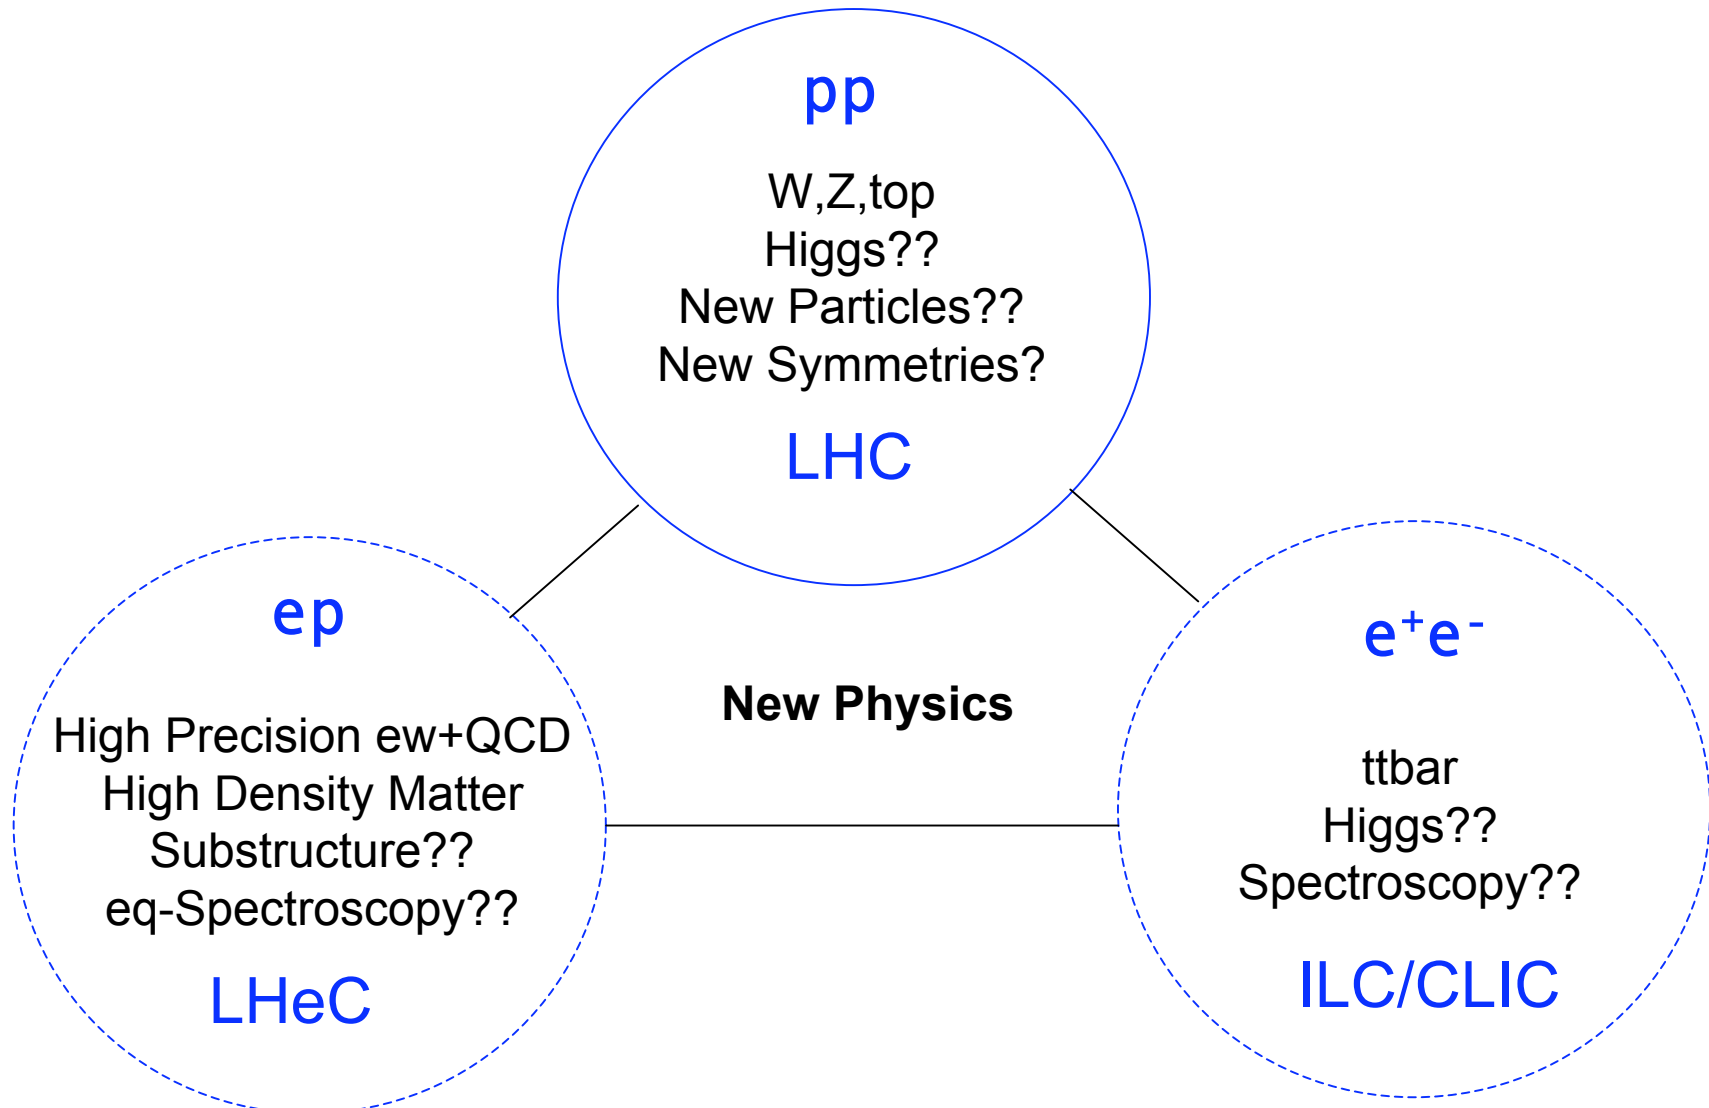 pp
W,Z,top
Higgs??
New Particles??
New Symmetries?
LHC
ep
High Precision ew+QCD
High Density Matter
Substructure??
eq-Spectroscopy??
LHeC
New Physics
e⁺e⁻
ttbar
Higgs??
Spectroscopy??
ILC/CLIC